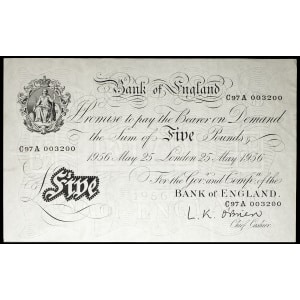 Bank of England
C97A 003200
I Promise to pay the Bearer on Demand
the Sum of Five Pounds
1956 May 25 London 25 May 1956
C97A 003200
For the Govr. and Compa. of the
BANK OF ENGLAND.
Five
C97A 003200
L. K. O'Brien
Chief Cashier